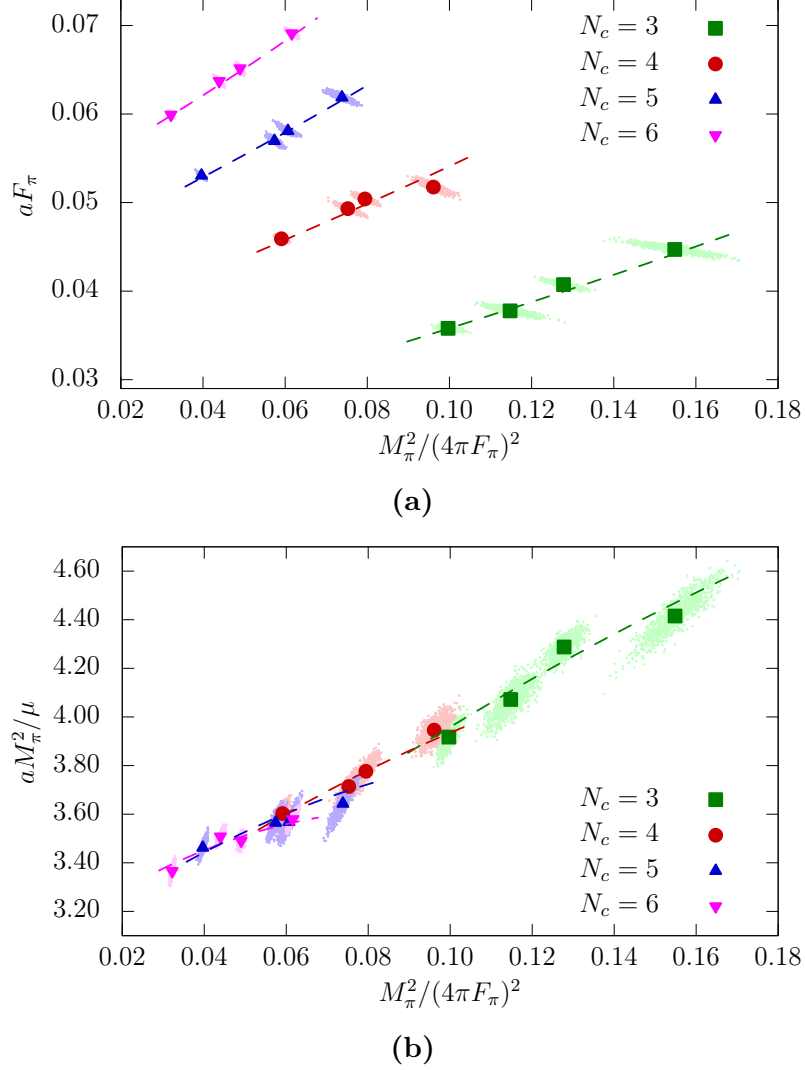 0.07
0.06
0.05
0.04
0.03
aF_π
N_c = 3
N_c = 4
N_c = 5
N_c = 6
0.02 0.04 0.06 0.08 0.10 0.12 0.14 0.16 0.18
M_π^2/(4πF_π)^2
(a)
4.60
4.40
4.20
4.00
3.80
3.60
3.40
3.20
aM_π^2/μ
N_c = 3
N_c = 4
N_c = 5
N_c = 6
0.02 0.04 0.06 0.08 0.10 0.12 0.14 0.16 0.18
M_π^2/(4πF_π)^2
(b)